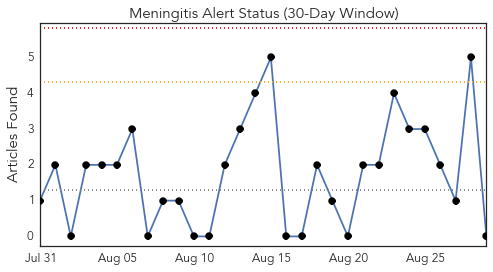 Meningitis Alert Status (30-Day Window)
Articles Found
5
4
3
2
1
0
Jul 31
Aug 05
Aug 10
Aug 15
Aug 20
Aug 25